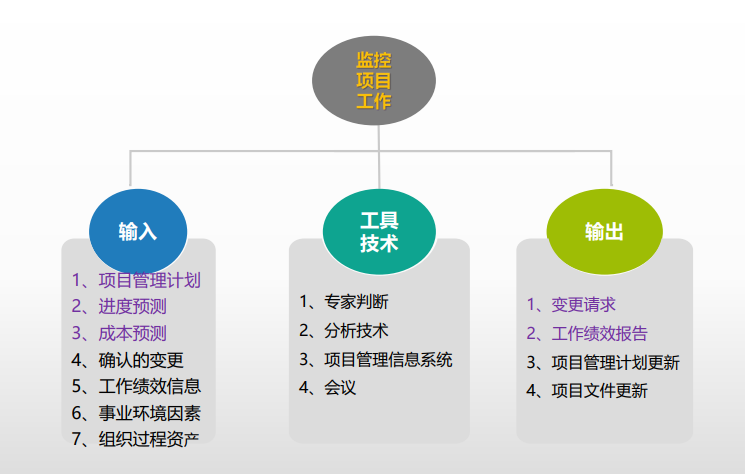 监控
项目
工作
输入
1、项目管理计划
2、进度预测
3、成本预测
4、确认的变更
5、工作绩效信息
6、事业环境因素
7、组织过程资产
工具
技术
1、专家判断
2、分析技术
3、项目管理信息系统
4、会议
输出
1、变更请求
2、工作绩效报告
3、项目管理计划更新
4、项目文件更新